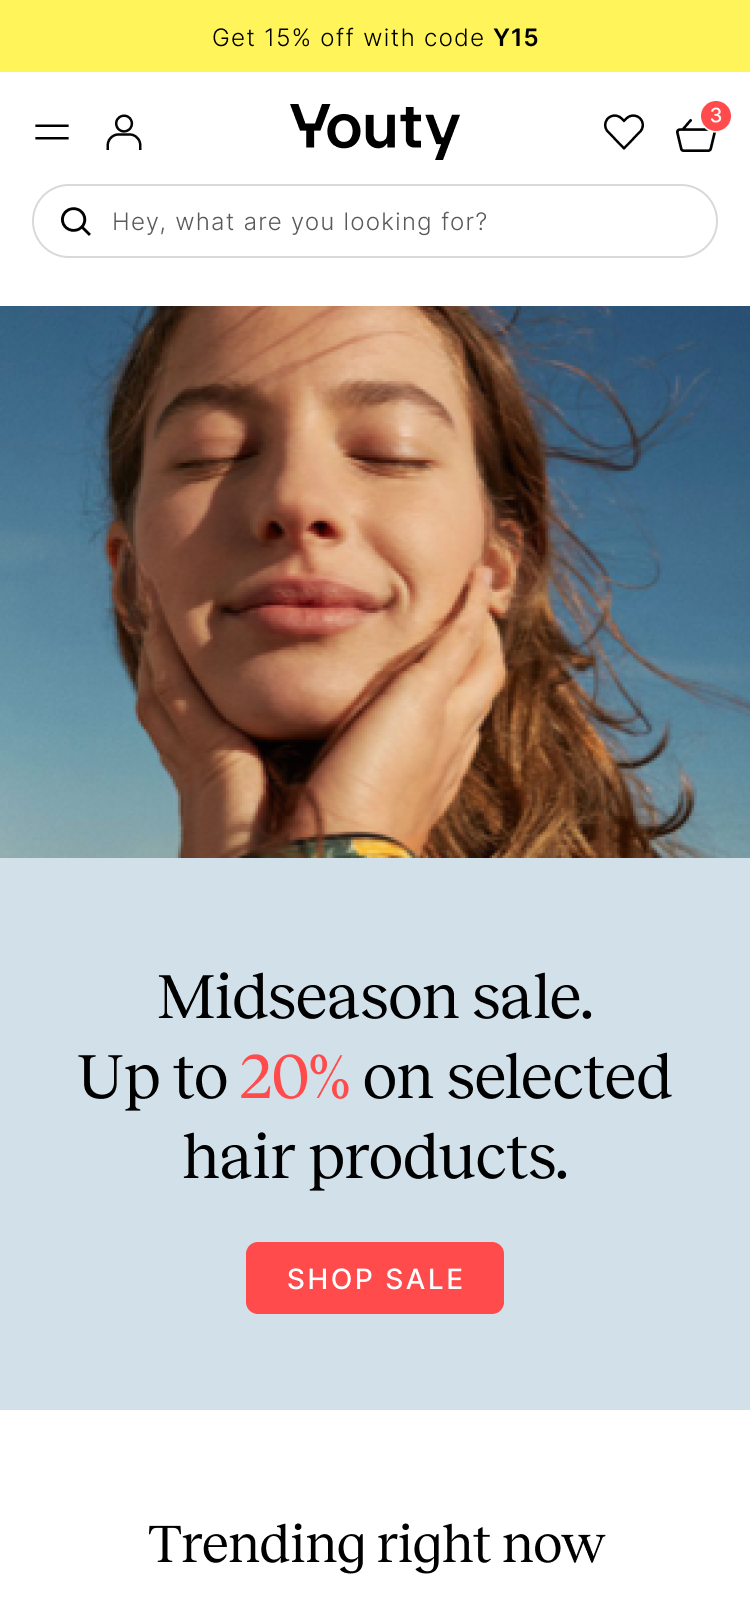 Get 15% off with code Y15
Youty
3
Hey, what are you looking for?
Midseason sale.
Up to 20% on selected
hair products.
SHOP SALE
Trending right now